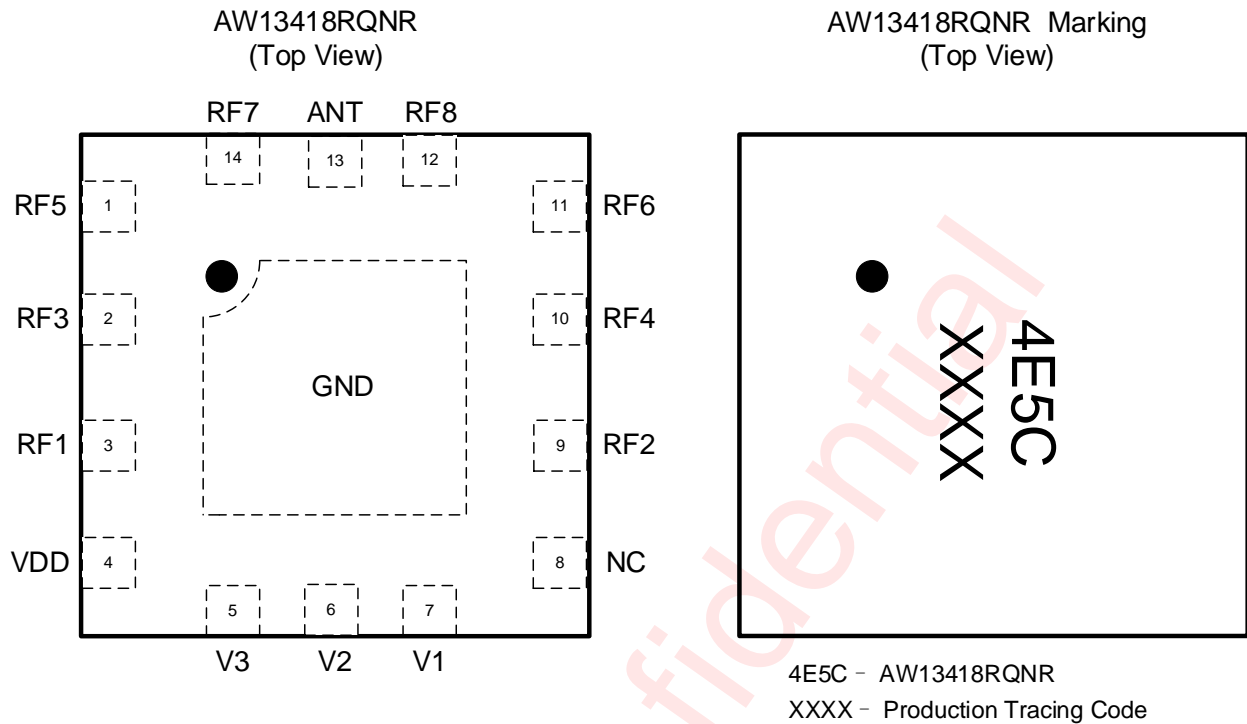 AW13418RQNR
(Top View)
RF7 ANT RF8
14 13 12
RF5 1 11 RF6
RF3 2 10 RF4
GND
RF1 3 9 RF2
VDD 4 8 NC
5 6 7
V3 V2 V1
AW13418RQNR Marking
(Top View)
4E5C
XXXX
4E5C - AW13418RQNR
XXXX - Production Tracing Code
fidential